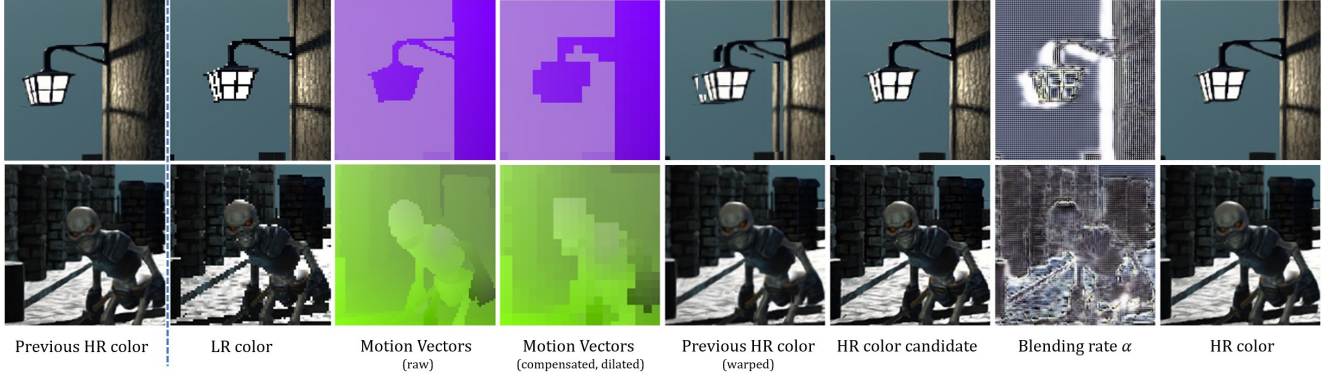 Previous HR color
LR color
Motion Vectors
(raw)
Motion Vectors
(compensated, dilated)
Previous HR color
(warped)
HR color candidate
Blending rate α
HR color